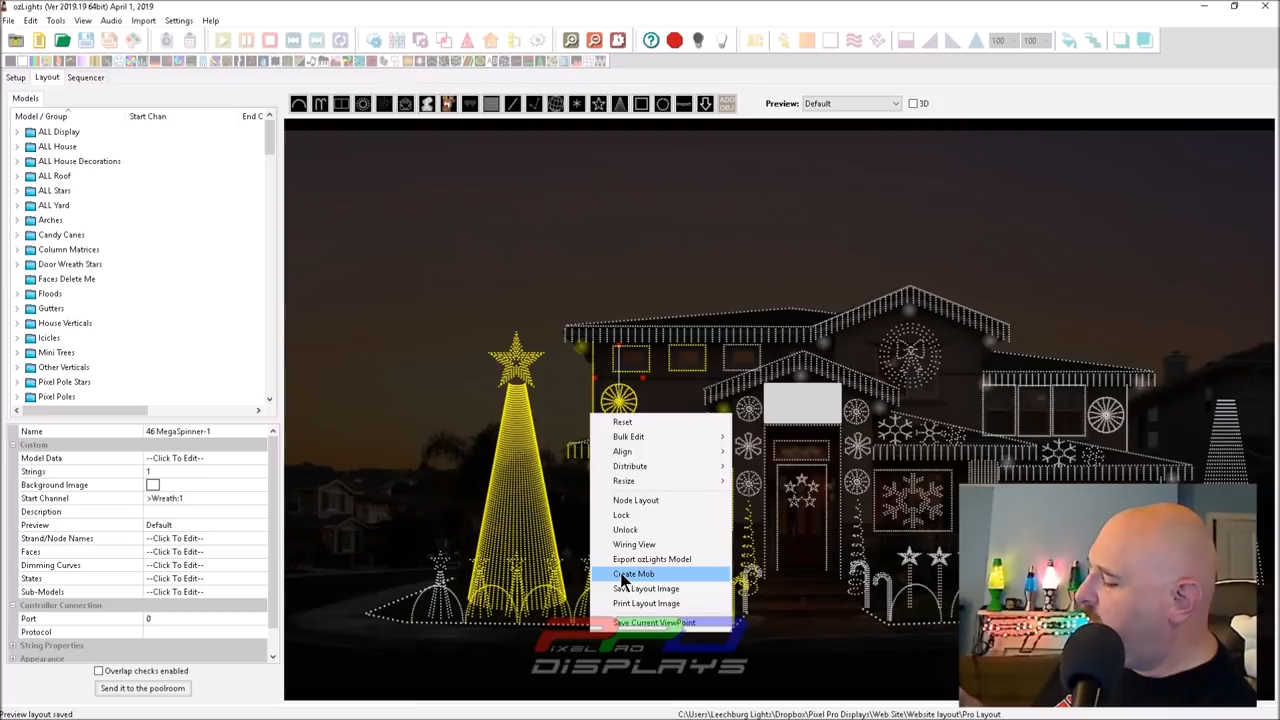 ozLights (Ver 2019.19 64bit) April 1, 2019
File Edit Tools View Audio Import Settings Help
100 100
Setup Layout Sequencer
Models
Preview: Default 3D
Model / Group Start Chan End C
ALL Display
ALL House
ALL House Decorations
ALL Roof
ALL Stars
ALL Yard
Arches
Candy Canes
Column Matrices
Door Wreath Stars
Faces Delete Me
Floods
Gutters
House Verticals
Icicles
Mini Trees
Other Verticals
Pixel Pole Stars
Pixel Poles
Name 46 MegaSpinner-1
Custom
Model Data --Click To Edit--
Strings 1
Background Image
Start Channel >Wreath:1
Description
Preview Default
Strand/Node Names --Click To Edit--
Faces --Click To Edit--
Dimming Curves --Click To Edit--
States --Click To Edit--
Sub-Models --Click To Edit--
Controller Connection
Port 0
Protocol
String Properties
Appearance
Overlap checks enabled
Send it to the poolroom
Reset
Bulk Edit
Align
Distribute
Resize
Node Layout
Lock
Unlock
Wiring View
Export ozLights Model
Create Mob
Save Layout Image
Print Layout Image
Save Current ViewPoint
DISPLAYS
ADD OBJ
Preview layout saved
C:\Users\Leechburg Lights\Dropbox\Pixel Pro Displays\Web Site\Website layout\Pro Layout